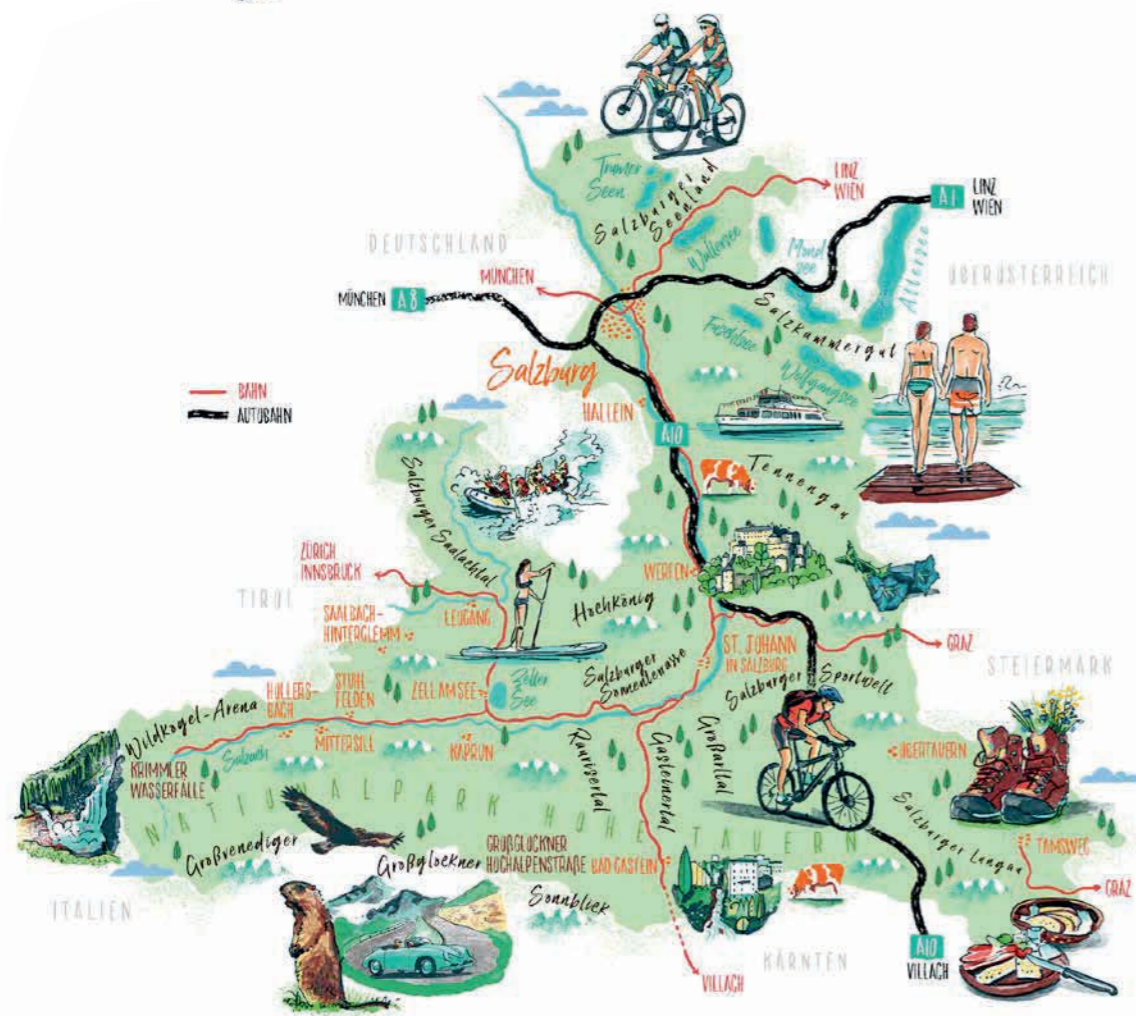 Trumer
Seen
Salzburger
Seenland
LINZ
WIEN
A1
LINZ
WIEN
DEUTSCHLAND
Wallersee
Mond
see
Attersee
OBERÖSTERREICH
MÜNCHEN
MÜNCHEN
A8
Salzkammergut
Fuschlsee
Wolfgangsee
Salzburg
BAHN
AUTOBAHN
HALLEIN
A10
Tennengau
Salzburger Saalachtal
ZÜRICH
INNSBRUCK
WERFEN
TIROL
Hochkönig
LEOGANG
SAALBACH-
HINTERGLEMM
GRAZ
ST. JOHANN
IN SALZBURG
STEIERMARK
Salzburger
Sonnenterrasse
Salzburger Sportwelt
Zeller
See
ZELL AM SEE
STUHL
FELDEN
HOLLERS-
BACH
Wildkogel-Arena
MITTERSILL
KAPRUN
Salzach
KRIMMLER
WASSERFÄLLE
Raurisertal
Gasteinertal
Großarltal
OBERTAUERN
NATIONALPARK HOHE TAUERN
Salzburger Lungau
TAMSWEG
GRAZ
Großvenediger
Großglockner
GROSSGLOCKNER
HOCHALPENSTRAßE
BAD GASTEIN
Sonnblick
ITALIEN
KÄRNTEN
VILLACH
A10
VILLACH